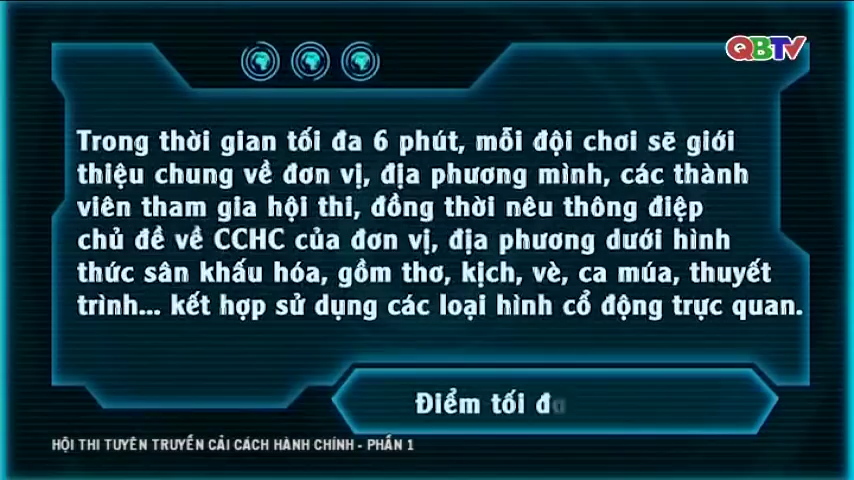 QBTV
Trong thời gian tối đa 6 phút, mỗi đội chơi sẽ giới
thiệu chung về đơn vị, địa phương mình, các thành
viên tham gia hội thi, đồng thời nêu thông điệp
chủ đề về CCHC của đơn vị, địa phương dưới hình
thức sân khấu hóa, gồm thơ, kịch, vè, ca múa, thuyết
trình... kết hợp sử dụng các loại hình cổ động trực quan.
Điểm tối đa
HỘI THI TUYÊN TRUYỀN CẢI CÁCH HÀNH CHÍNH - PHẦN 1